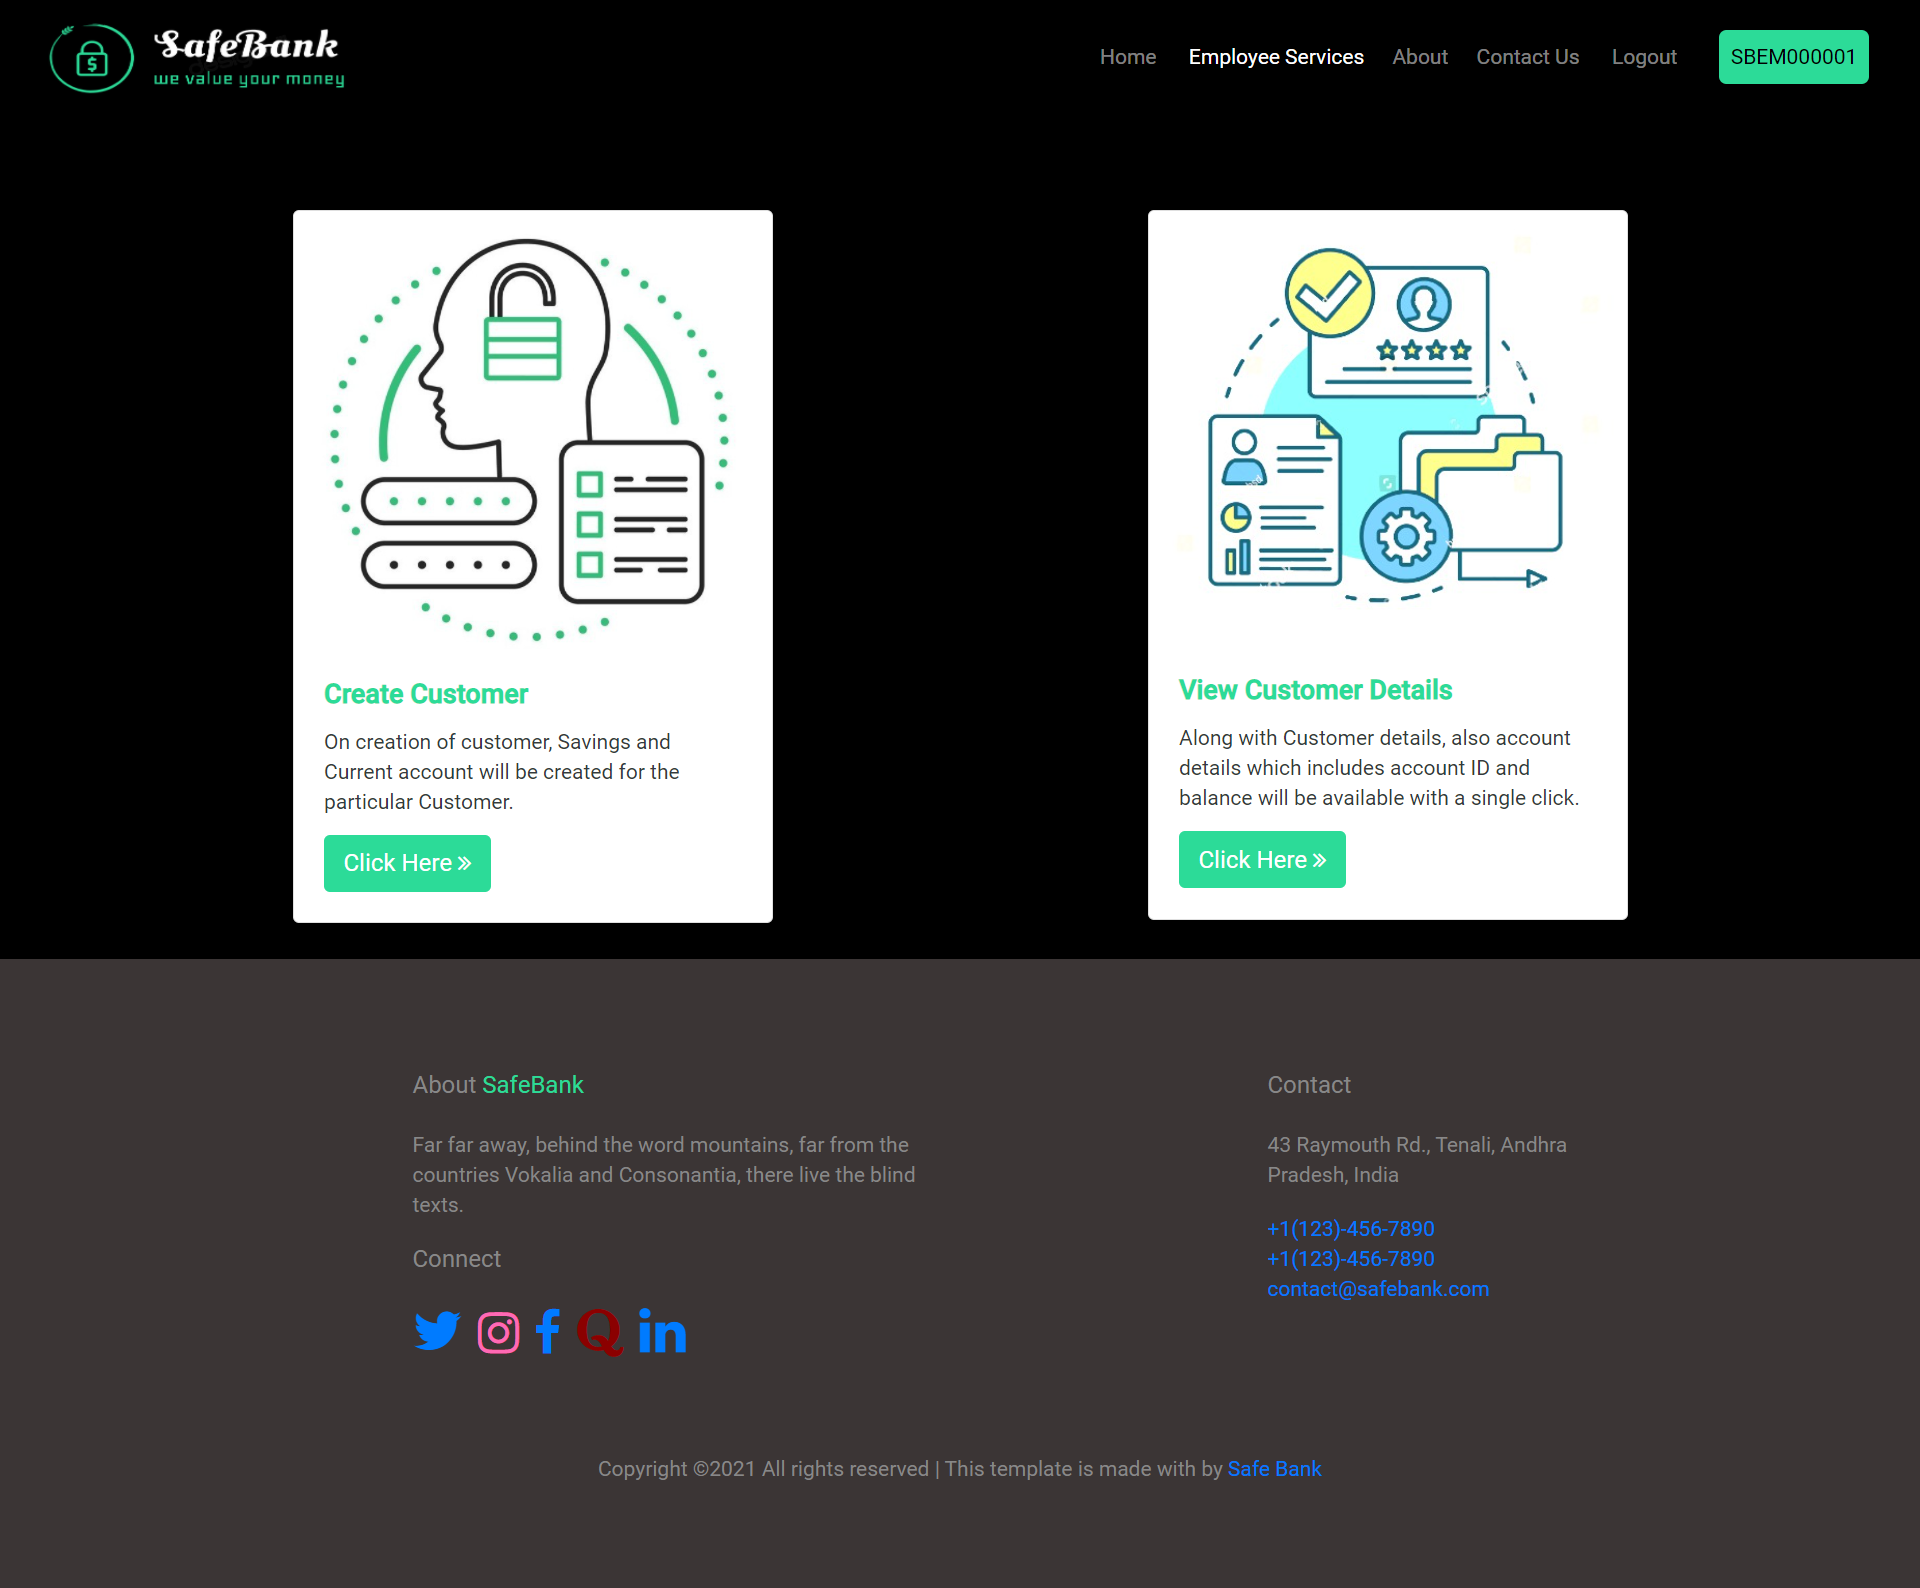 SafeBank
we value your money
Home Employee Services About Contact Us Logout SBEM000001
Create Customer
On creation of customer, Savings and
Current account will be created for the
particular Customer.
Click Here
View Customer Details
Along with Customer details, also account
details which includes account ID and
balance will be available with a single click.
Click Here
About SafeBank
Far far away, behind the word mountains, far from the
countries Vokalia and Consonantia, there live the blind
texts.
Connect
Contact
43 Raymouth Rd., Tenali, Andhra
Pradesh, India
+1(123)-456-7890
+1(123)-456-7890
contact@safebank.com
Copyright ©2021 All rights reserved | This template is made with by Safe Bank